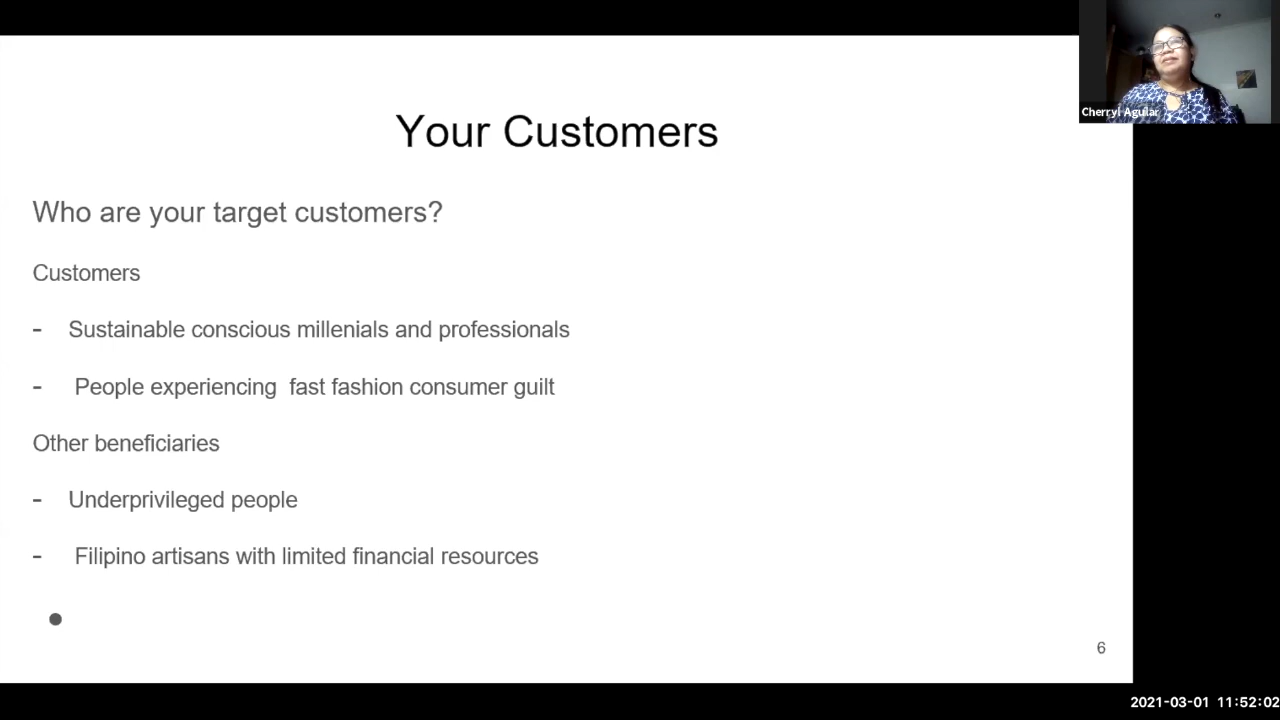 Your Customers
Who are your target customers?
Customers
- Sustainable conscious millenials and professionals
- People experiencing fast fashion consumer guilt
Other beneficiaries
- Underprivileged people
- Filipino artisans with limited financial resources
●
6
Cherryl Aguilar
2021-03-01 11:52:02